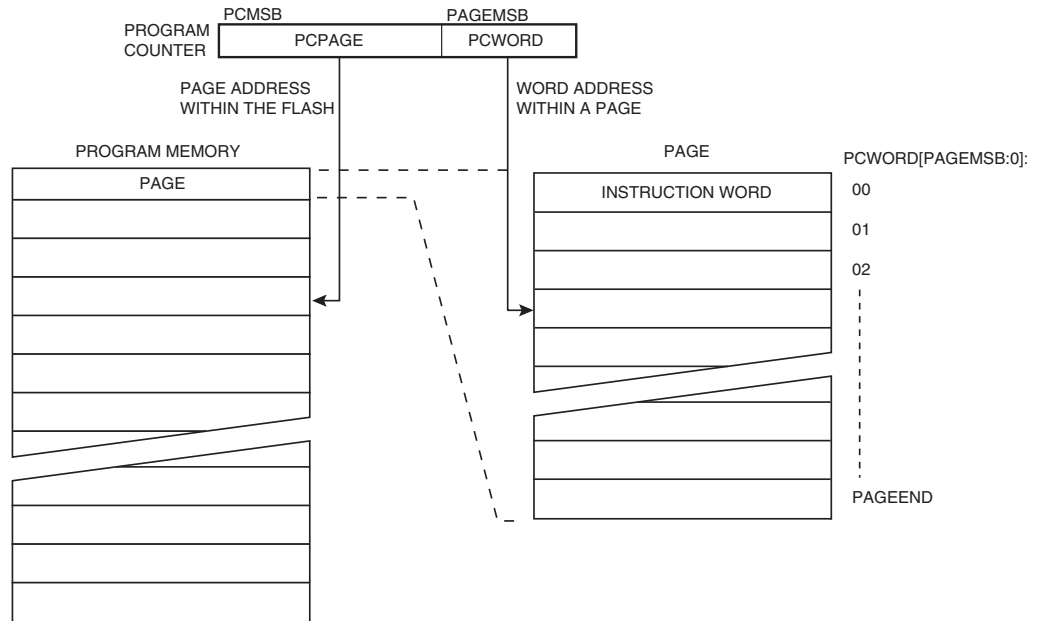 PCMSB
PAGEMSB
PROGRAM
COUNTER
PCPAGE
PCWORD
PAGE ADDRESS
WITHIN THE FLASH
WORD ADDRESS
WITHIN A PAGE
PROGRAM MEMORY
PAGE
PAGE
PCWORD[PAGEMSB:0]:
INSTRUCTION WORD
00
01
02
PAGEEND